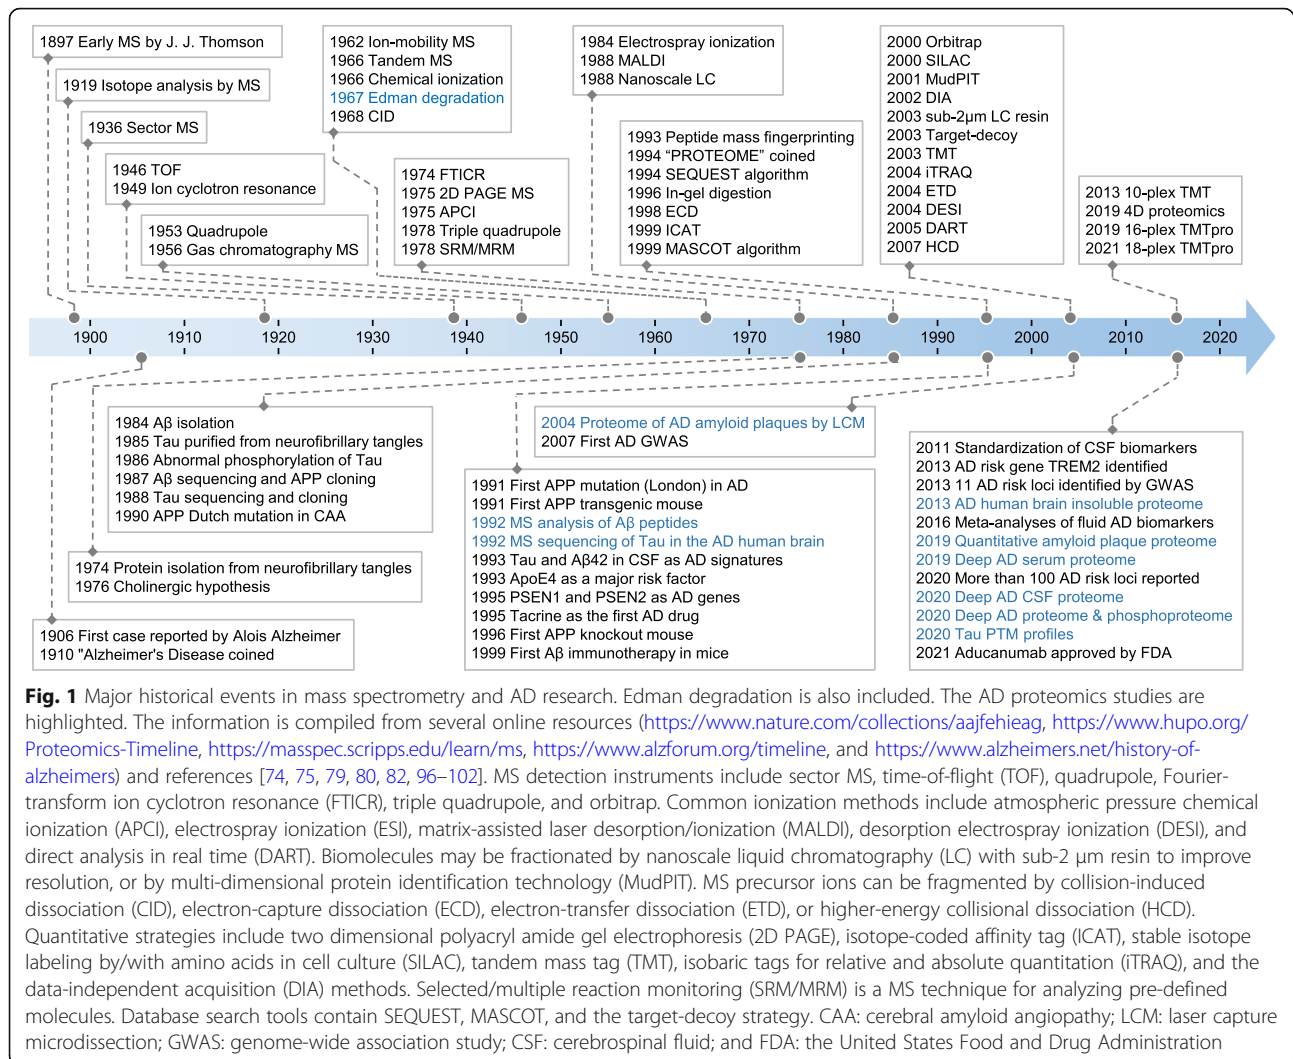 1897 Early MS by J. J. Thomson
1919 Isotope analysis by MS
1936 Sector MS
1946 TOF
1949 Ion cyclotron resonance
1953 Quadrupole
1956 Gas chromatography MS
1962 Ion-mobility MS
1966 Tandem MS
1966 Chemical ionization
1967 Edman degradation
1968 CID
1974 FTICR
1975 2D PAGE MS
1975 APCI
1978 Triple quadrupole
1978 SRM/MRM
1984 Electrospray ionization
1988 MALDI
1988 Nanoscale LC
1993 Peptide mass fingerprinting
1994 “PROTEOME” coined
1994 SEQUEST algorithm
1996 In-gel digestion
1998 ECD
1999 ICAT
1999 MASCOT algorithm
2000 Orbitrap
2000 SILAC
2001 MudPIT
2002 DIA
2003 sub-2μm LC resin
2003 Target-decoy
2003 TMT
2004 iTRAQ
2004 ETD
2004 DESI
2005 DART
2007 HCD
2013 10-plex TMT
2019 4D proteomics
2019 16-plex TMTpro
2021 18-plex TMTpro
1900 1910 1920 1930 1940 1950 1960 1970 1980 1990 2000 2010 2020
1984 Aβ isolation
1985 Tau purified from neurofibrillary tangles
1986 Abnormal phosphorylation of Tau
1987 Aβ sequencing and APP cloning
1988 Tau sequencing and cloning
1990 APP Dutch mutation in CAA
1974 Protein isolation from neurofibrillary tangles
1976 Cholinergic hypothesis
1906 First case reported by Alois Alzheimer
1910 "Alzheimer's Disease coined
2004 Proteome of AD amyloid plaques by LCM
2007 First AD GWAS
1991 First APP mutation (London) in AD
1991 First APP transgenic mouse
1992 MS analysis of Aβ peptides
1992 MS sequencing of Tau in the AD human brain
1993 Tau and Aβ42 in CSF as AD signatures
1993 ApoE4 as a major risk factor
1995 PSEN1 and PSEN2 as AD genes
1995 Tacrine as the first AD drug
1996 First APP knockout mouse
1999 First Aβ immunotherapy in mice
2011 Standardization of CSF biomarkers
2013 AD risk gene TREM2 identified
2013 11 AD risk loci identified by GWAS
2013 AD human brain insoluble proteome
2016 Meta-analyses of fluid AD biomarkers
2019 Quantitative amyloid plaque proteome
2019 Deep AD serum proteome
2020 More than 100 AD risk loci reported
2020 Deep AD CSF proteome
2020 Deep AD proteome & phosphoproteome
2020 Tau PTM profiles
2021 Aducanumab approved by FDA
Fig. 1 Major historical events in mass spectrometry and AD research. Edman degradation is also included. The AD proteomics studies are
highlighted. The information is compiled from several online resources (https://www.nature.com/collections/aajfehieag, https://www.hupo.org/
Proteomics-Timeline, https://masspec.scripps.edu/learn/ms, https://www.alzforum.org/timeline, and https://www.alzheimers.net/history-of-
alzheimers) and references [74, 75, 79, 80, 82, 96–102]. MS detection instruments include sector MS, time-of-flight (TOF), quadrupole, Fourier-
transform ion cyclotron resonance (FTICR), triple quadrupole, and orbitrap. Common ionization methods include atmospheric pressure chemical
ionization (APCI), electrospray ionization (ESI), matrix-assisted laser desorption/ionization (MALDI), desorption electrospray ionization (DESI), and
direct analysis in real time (DART). Biomolecules may be fractionated by nanoscale liquid chromatography (LC) with sub-2 μm resin to improve
resolution, or by multi-dimensional protein identification technology (MudPIT). MS precursor ions can be fragmented by collision-induced
dissociation (CID), electron-capture dissociation (ECD), electron-transfer dissociation (ETD), or higher-energy collisional dissociation (HCD).
Quantitative strategies include two dimensional polyacryl amide gel electrophoresis (2D PAGE), isotope-coded affinity tag (ICAT), stable isotope
labeling by/with amino acids in cell culture (SILAC), tandem mass tag (TMT), isobaric tags for relative and absolute quantitation (iTRAQ), and the
data-independent acquisition (DIA) methods. Selected/multiple reaction monitoring (SRM/MRM) is a MS technique for analyzing pre-defined
molecules. Database search tools contain SEQUEST, MASCOT, and the target-decoy strategy. CAA: cerebral amyloid angiopathy; LCM: laser capture
microdissection; GWAS: genome-wide association study; CSF: cerebrospinal fluid; and FDA: the United States Food and Drug Administration